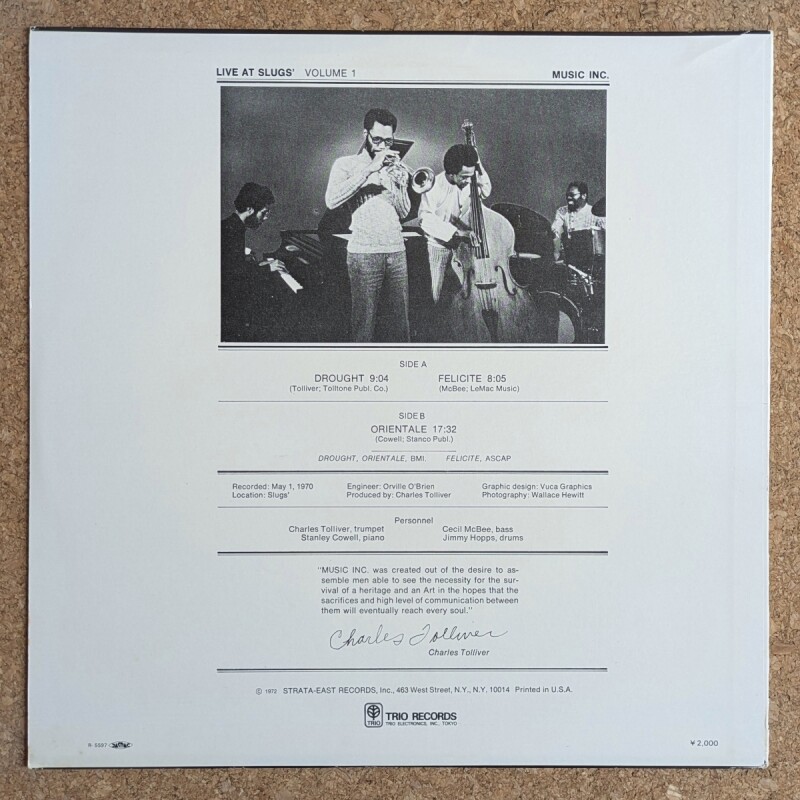 LIVE AT SLUGS' VOLUME 1 MUSIC INC.
SIDE A
DROUGHT 9:04 FELICITE 8:05
(Tolliver; Tolltone Publ. Co.) (McBee; LeMac Music)
SIDE B
ORIENTALE 17:32
(Cowell; Stanco Publ.)
DROUGHT, ORIENTALE, BMI. FELICITE, ASCAP
Recorded: May 1, 1970 Engineer: Orville O'Brien Graphic design: Vuca Graphics
Location: Slugs' Produced by: Charles Tolliver Photography: Wallace Hewitt
Personnel
Charles Tolliver, trumpet Cecil McBee, bass
Stanley Cowell, piano Jimmy Hopps, drums
"MUSIC INC. was created out of the desire to as-
semble men able to see the necessity for the sur-
vival of a heritage and an Art in the hopes that the
sacrifices and high level of communication between
them will eventually reach every soul."
Charles Tolliver
Charles Tolliver
© 1972 STRATA-EAST RECORDS, Inc., 463 West Street, N.Y., N.Y. 10014 Printed in U.S.A.
TRIO TRIO RECORDS
TRIO ELECTRONICS, INC., TOKYO
¥2,000